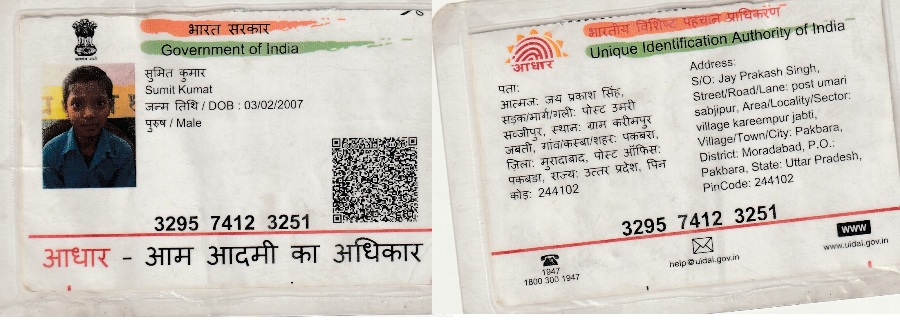 भारत सरकार
Government of India
सुमित कुमार
Sumit Kumat
जन्म तिथि / DOB : 03/02/2007
पुरुष / Male
3295 7412 3251
आधार - आम आदमी का अधिकार
भारतीय विशिष्ट पहचान प्राधिकरण
Unique Identification Authority of India
आधार
पता:
आत्मज: जय प्रकाश सिंह,
सड़क/मार्ग/गली: पोस्ट उमरी
सब्जीपुर, स्थान: ग्राम करीमपुर
जबती, गांव/कस्बा/शहर: पकबरा,
जिला: मुरादाबाद, पोस्ट ऑफिस:
पकबडा, राज्य: उत्तर प्रदेश, पिन
कोड: 244102
Address:
S/O: Jay Prakash Singh,
Street/Road/Lane: post umari
sabjipur, Area/Locality/Sector:
village kareempur jabti,
Village/Town/City: Pakbara,
District: Moradabad, P.O.:
Pakbara, State: Uttar Pradesh,
PinCode: 244102
3295 7412 3251
1947
1800 300 1947
help@uidai.gov.in
www
www.uidai.gov.in